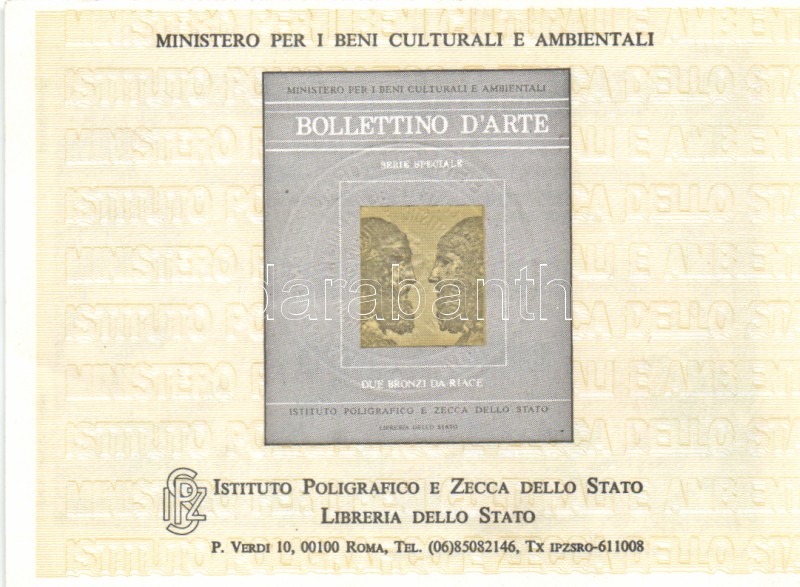 MINISTERO PER I BENI CULTURALI E AMBIENTALI
MINISTERO PER I BENI CULTURALI E AMBIENTALI
BOLLETTINO D'ARTE
SERIE SPECIALE
darabanth
DUE BRONZI DA RIACE
ISTITUTO POLIGRAFICO E ZECCA DELLO STATO
LIBRERIA DELLO STATO
IPZS
ISTITUTO POLIGRAFICO E ZECCA DELLO STATO
LIBRERIA DELLO STATO
P. VERDI 10, 00100 ROMA, TEL. (06)85082146, TX IPZSRO-611008